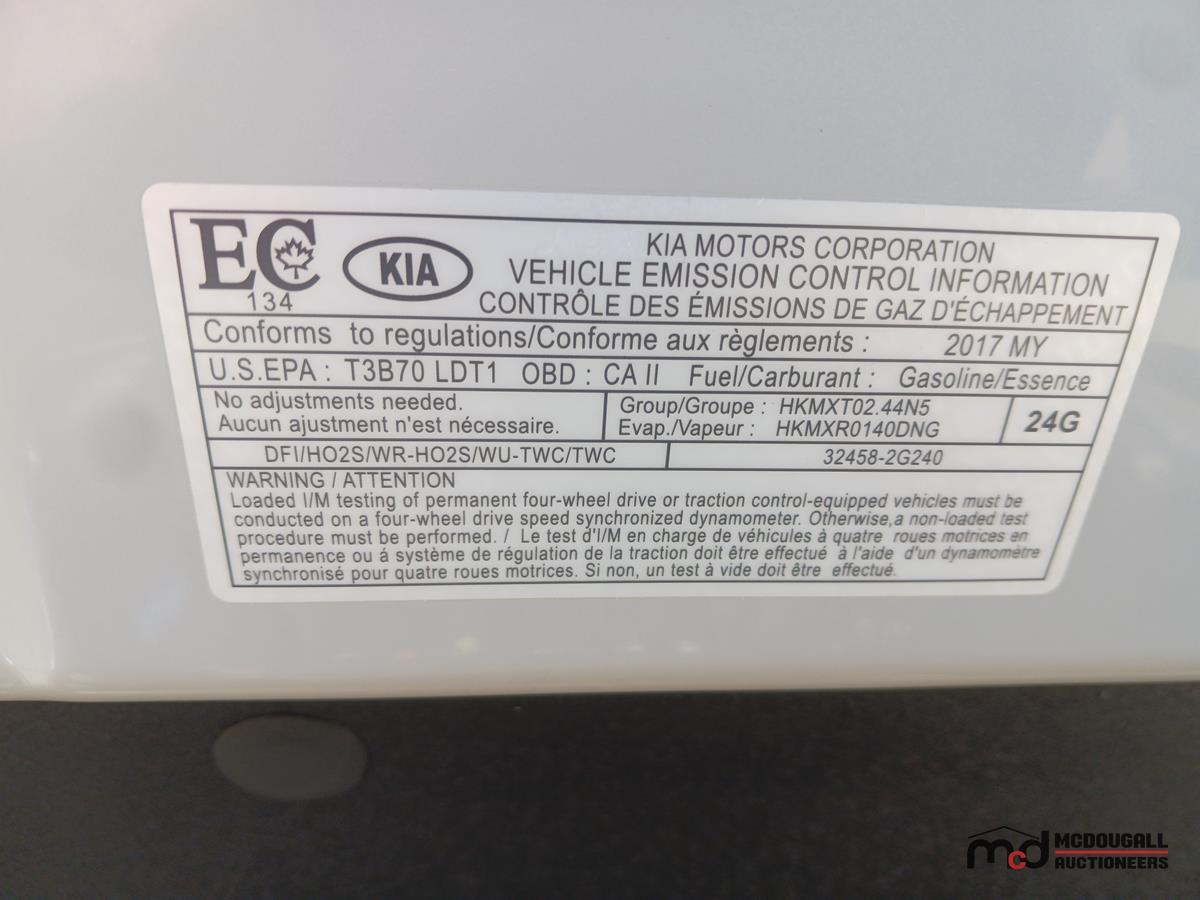 EC
134
KIA
KIA MOTORS CORPORATION
VEHICLE EMISSION CONTROL INFORMATION
CONTRÔLE DES ÉMISSIONS DE GAZ D'ÉCHAPPEMENT
Conforms to regulations/Conforme aux règlements : 2017 MY
U.S.EPA : T3B70 LDT1 OBD : CA II Fuel/Carburant : Gasoline/Essence
No adjustments needed.
Aucun ajustment n'est nécessaire.
Group/Groupe : HKMXT02.44N5
Evap./Vapeur : HKMXR0140DNG
24G
DFI/HO2S/WR-HO2S/WU-TWC/TWC
32458-2G240
WARNING / ATTENTION
Loaded I/M testing of permanent four-wheel drive or traction control-equipped vehicles must be
conducted on a four-wheel drive speed synchronized dynamometer. Otherwise,a non-loaded test
procedure must be performed. / Le test d'I/M en charge de véhicules à quatre roues motrices en
permanence ou á système de régulation de la traction doit être effectué à l'aide d'un dynamomètre
synchronisé pour quatre roues motrices. Si non, un test à vide doit être effectué.
mcd MCDOUGALL
AUCTIONEERS